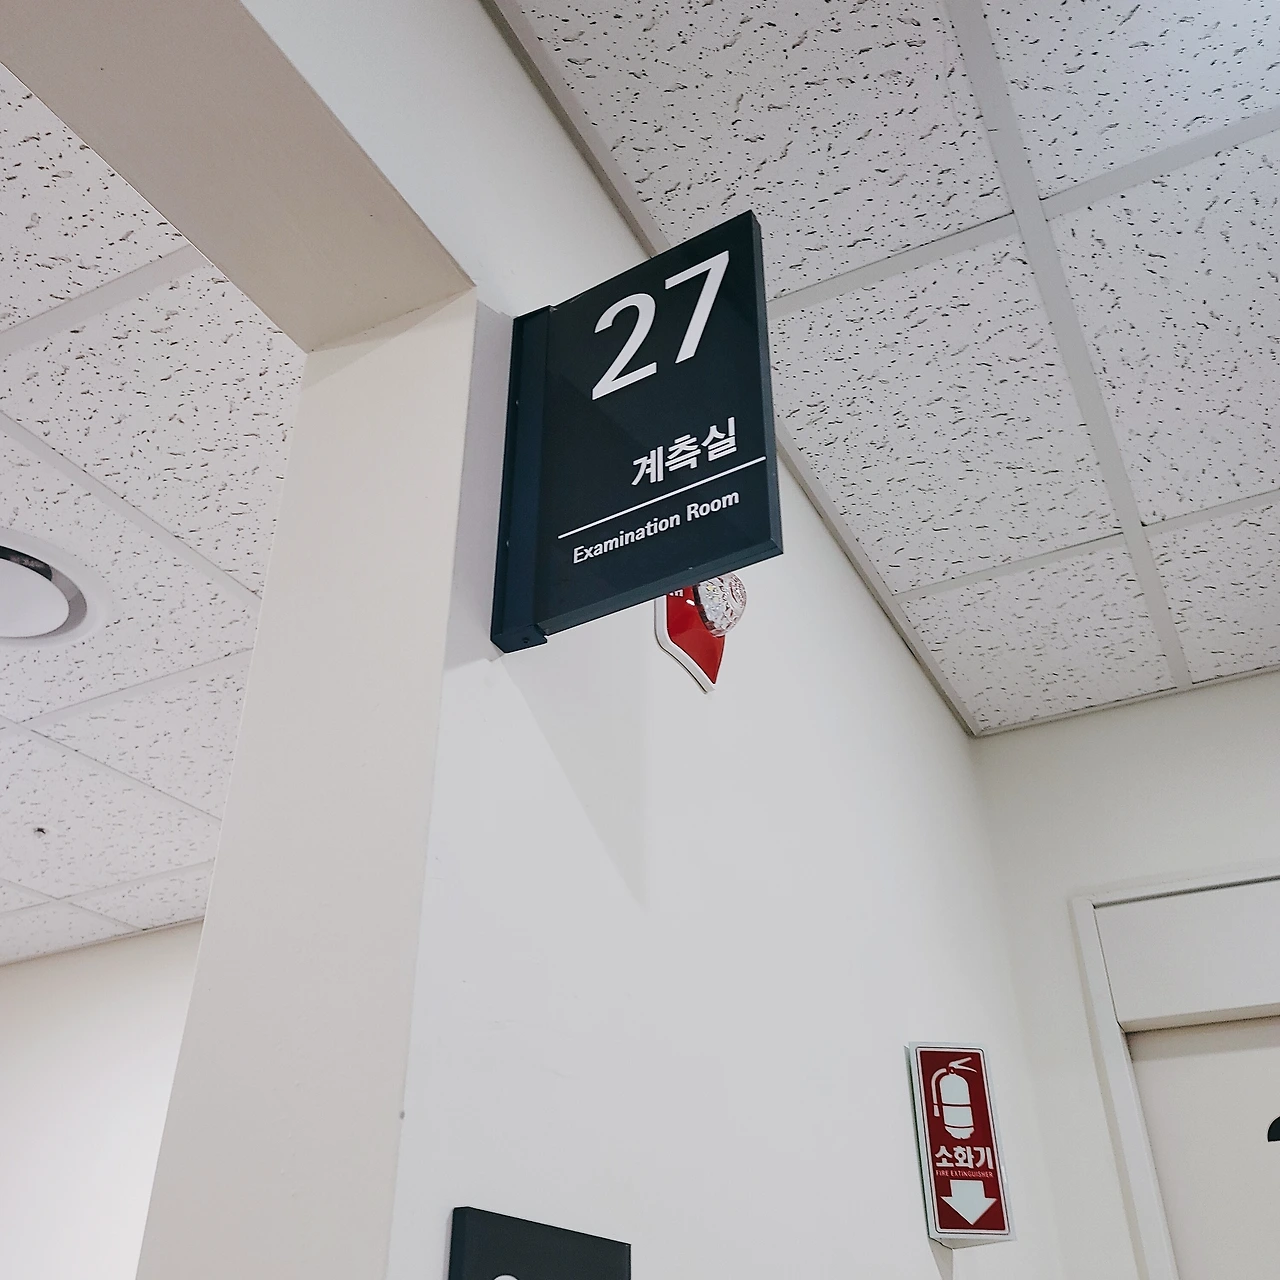 27
계측실
Examination Room
소화기
FIRE EXTINGUISHER